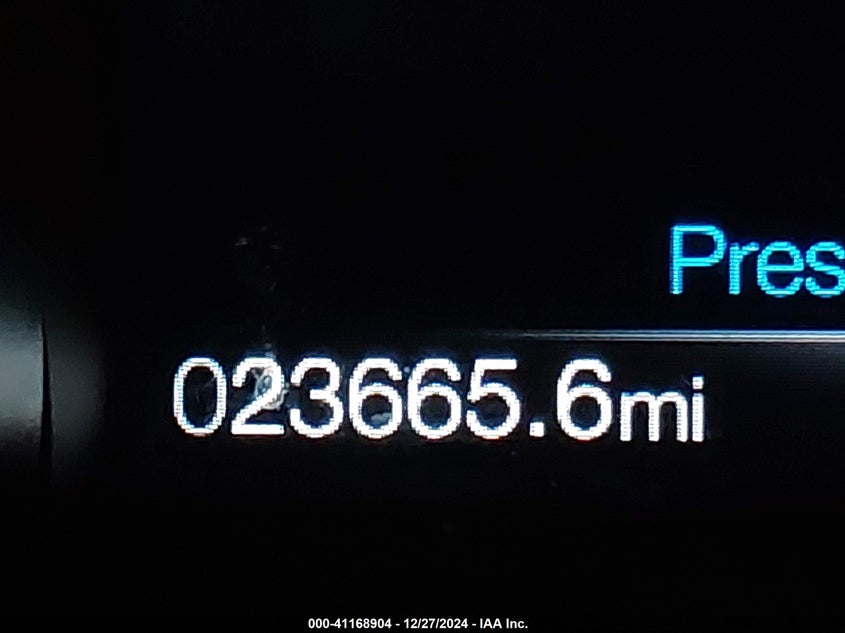 Pres
023665.6mi
000-41168904 - 12/27/2024 - IAA Inc.